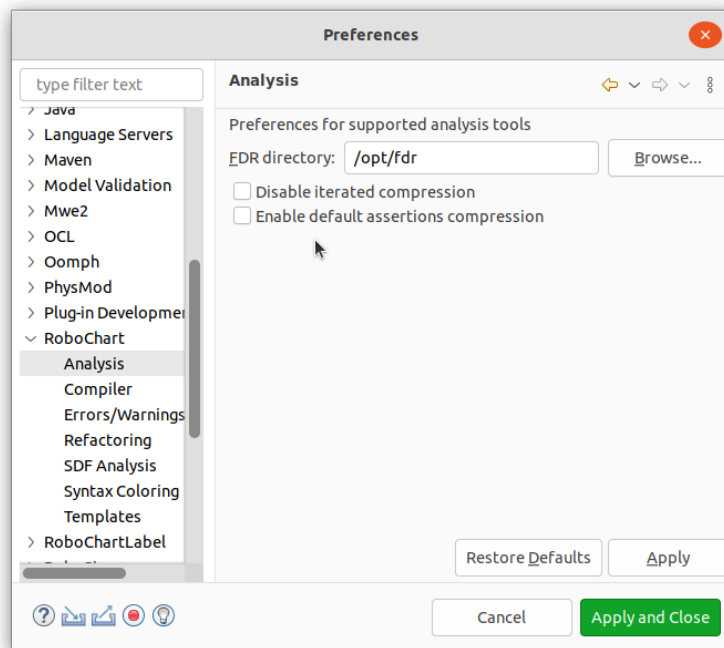 Preferences
type filter text
Java
Language Servers
Maven
Model Validation
Mwe2
OCL
Oomph
PhysMod
Plug-in Developmen
RoboChart
Analysis
Compiler
Errors/Warnings
Refactoring
SDF Analysis
Syntax Coloring
Templates
RoboChartLabel
Analysis
Preferences for supported analysis tools
FDR directory: /opt/fdr Browse...
Disable iterated compression
Enable default assertions compression
Restore Defaults Apply
Cancel Apply and Close